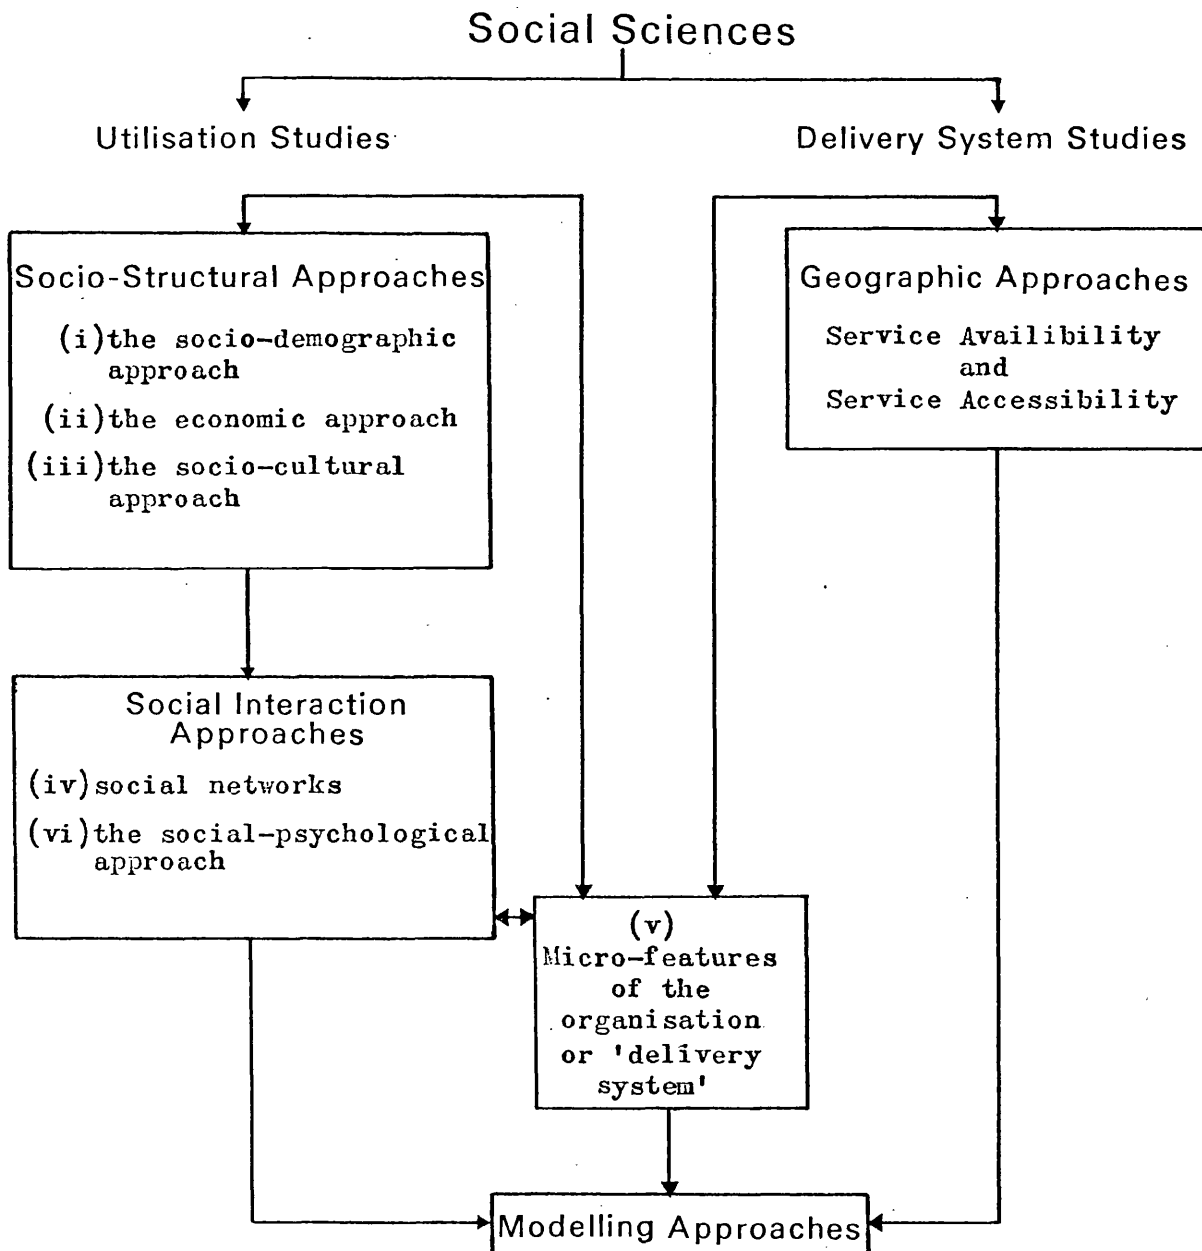 Social Sciences
Utilisation Studies
Delivery System Studies
Socio-Structural Approaches
(i) the socio-demographic
approach
(ii) the economic approach
(iii) the socio-cultural
approach
Geographic Approaches
Service Availibility
and
Service Accessibility
Social Interaction
Approaches
(iv) social networks
(vi) the social-psychological
approach
(v)
Micro-features
of the
organisation
or 'delivery
system'
Modelling Approaches